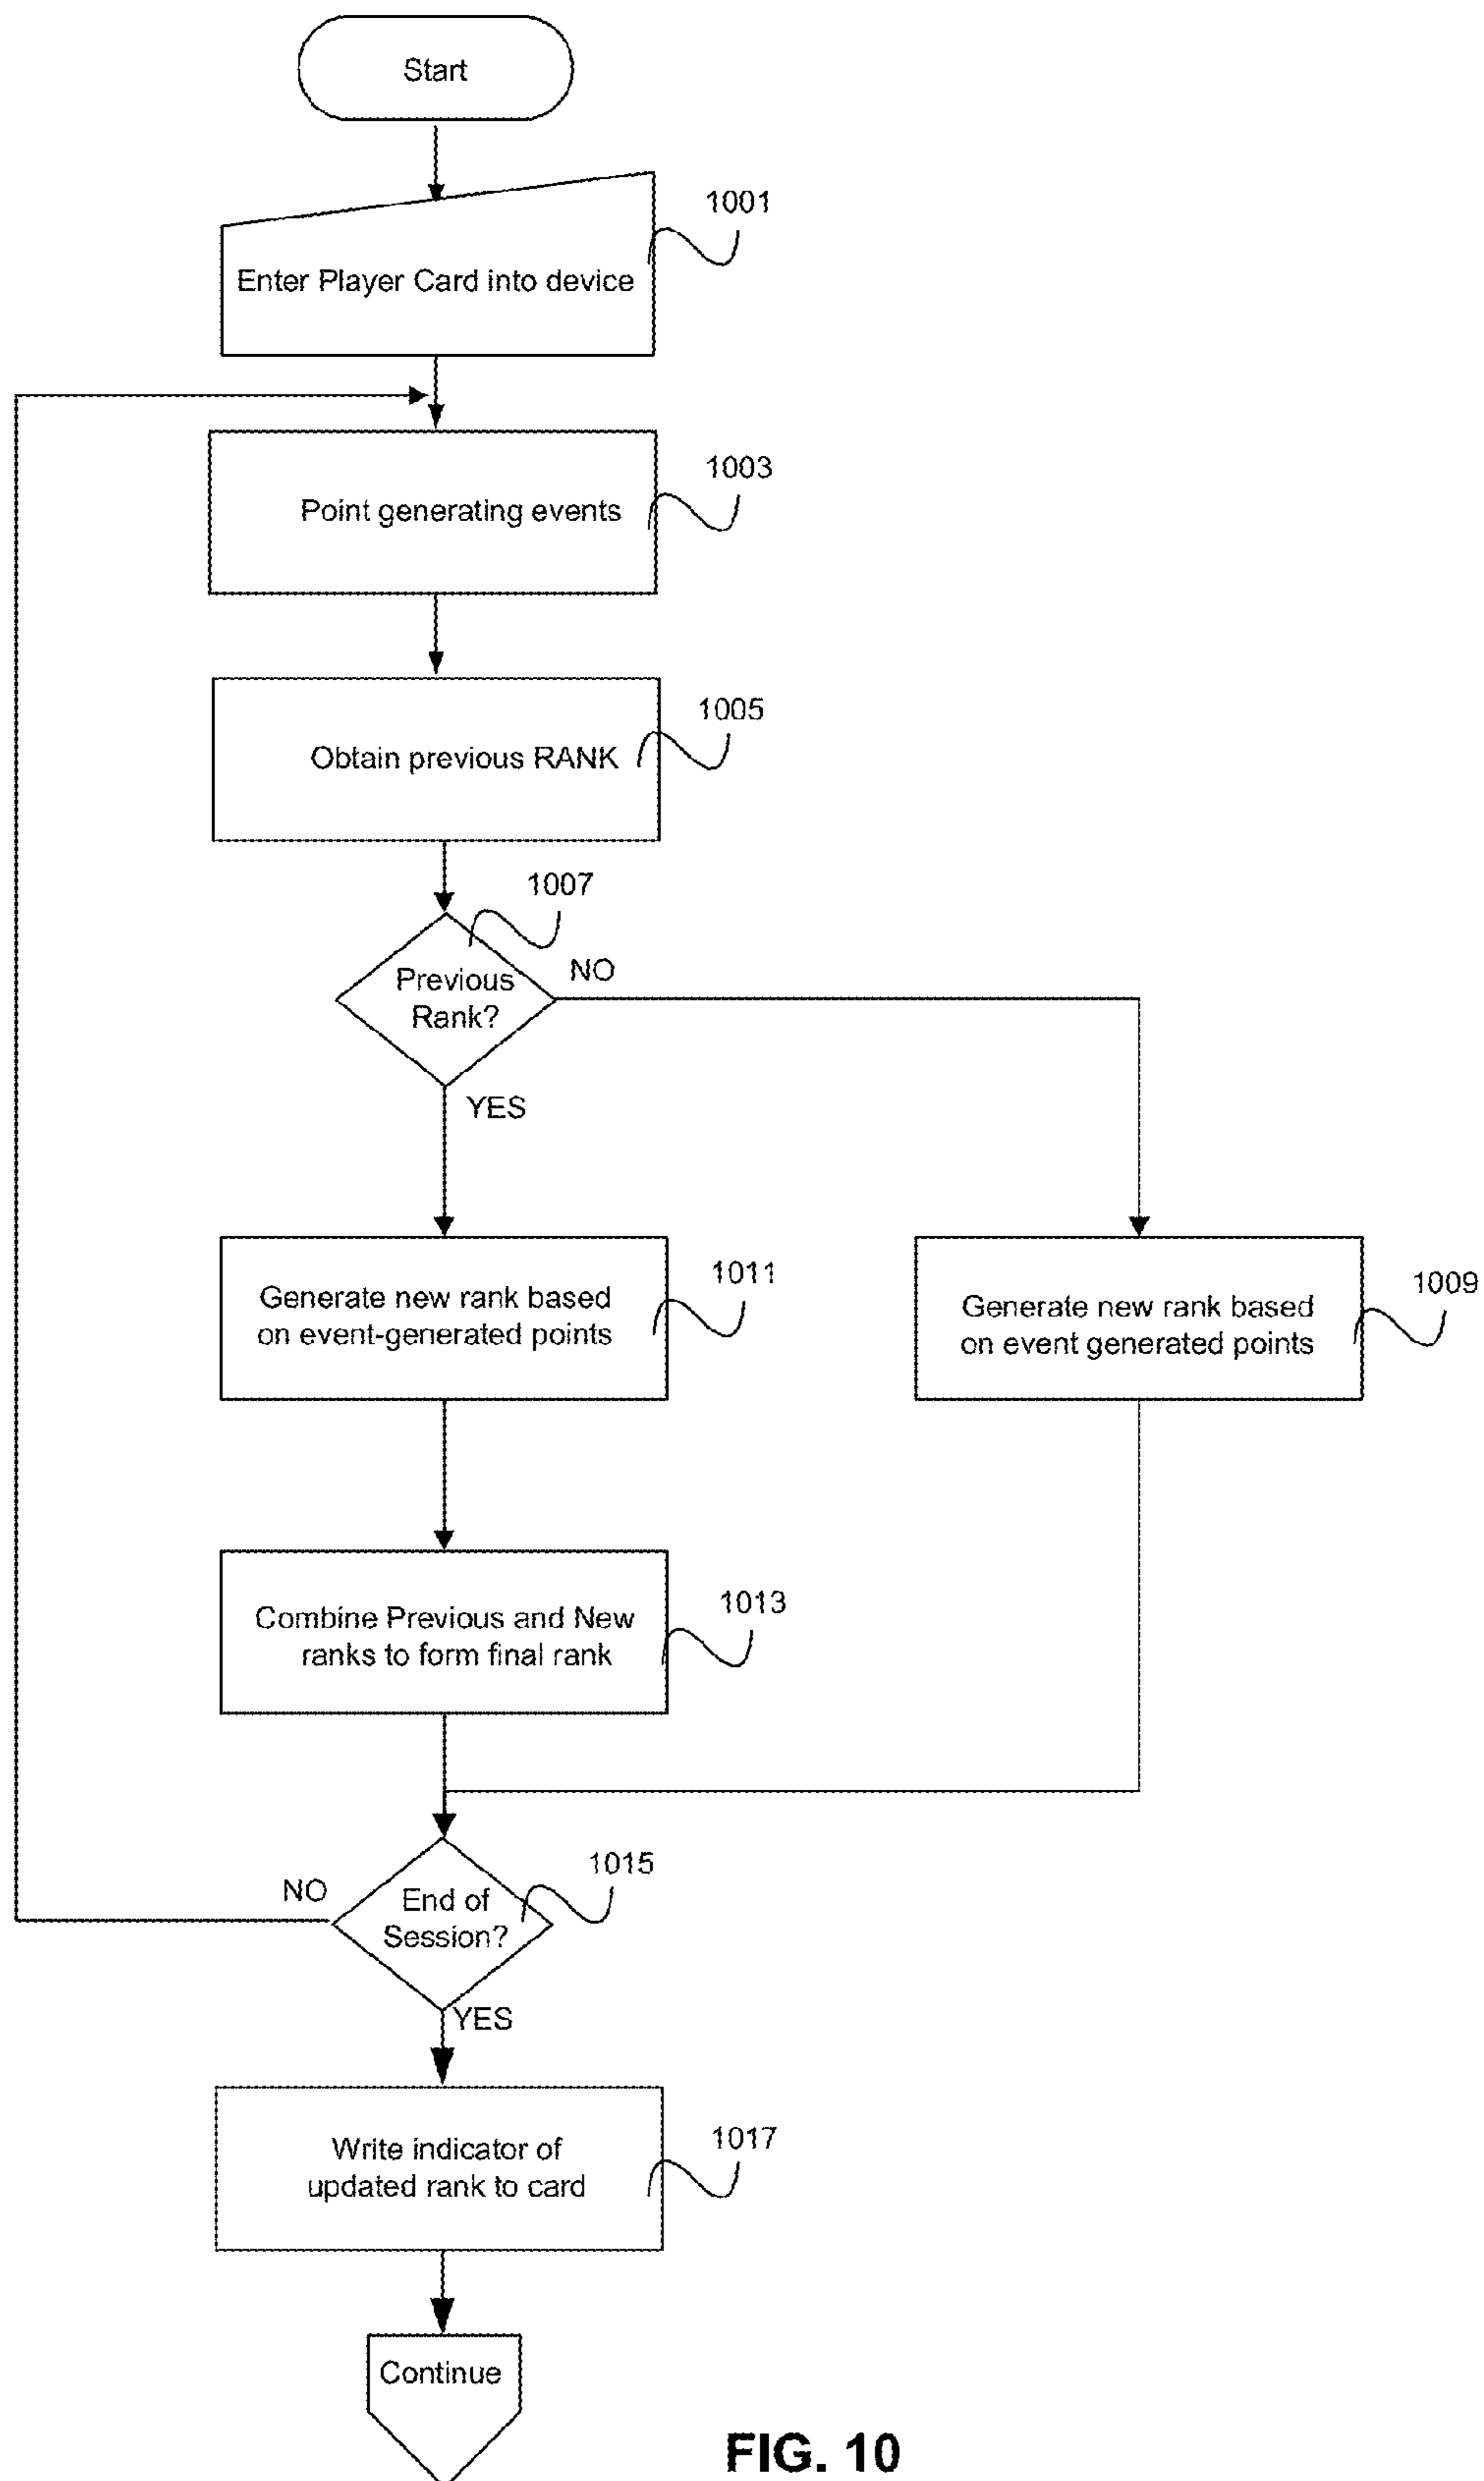 Start
1001
Enter Player Card into device
1003
Point generating events
1005
Obtain previous RANK
1007
Previous
Rank?
NO
YES
1011
Generate new rank based
on event-generated points
1009
Generate new rank based
on event generated points
1013
Combine Previous and New
ranks to form final rank
1015
NO
End of
Session?
YES
1017
Write indicator of
updated rank to card
Continue
FIG. 10